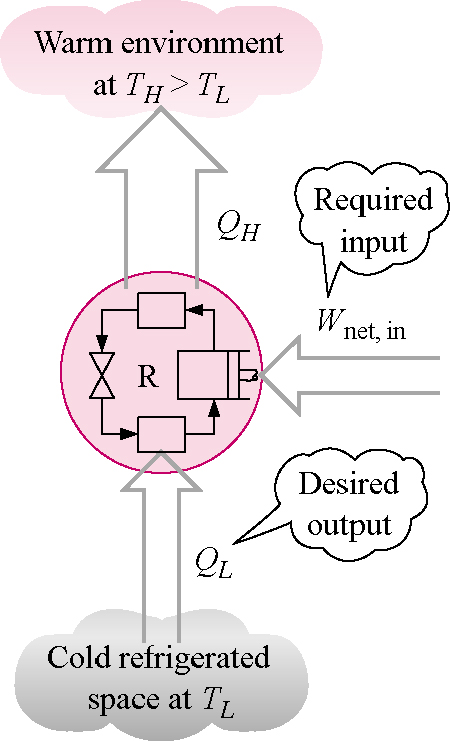 Warm environment
at T_H > T_L
Required
input
Q_H
W_net, in
R
Desired
output
Q_L
Cold refrigerated
space at T_L